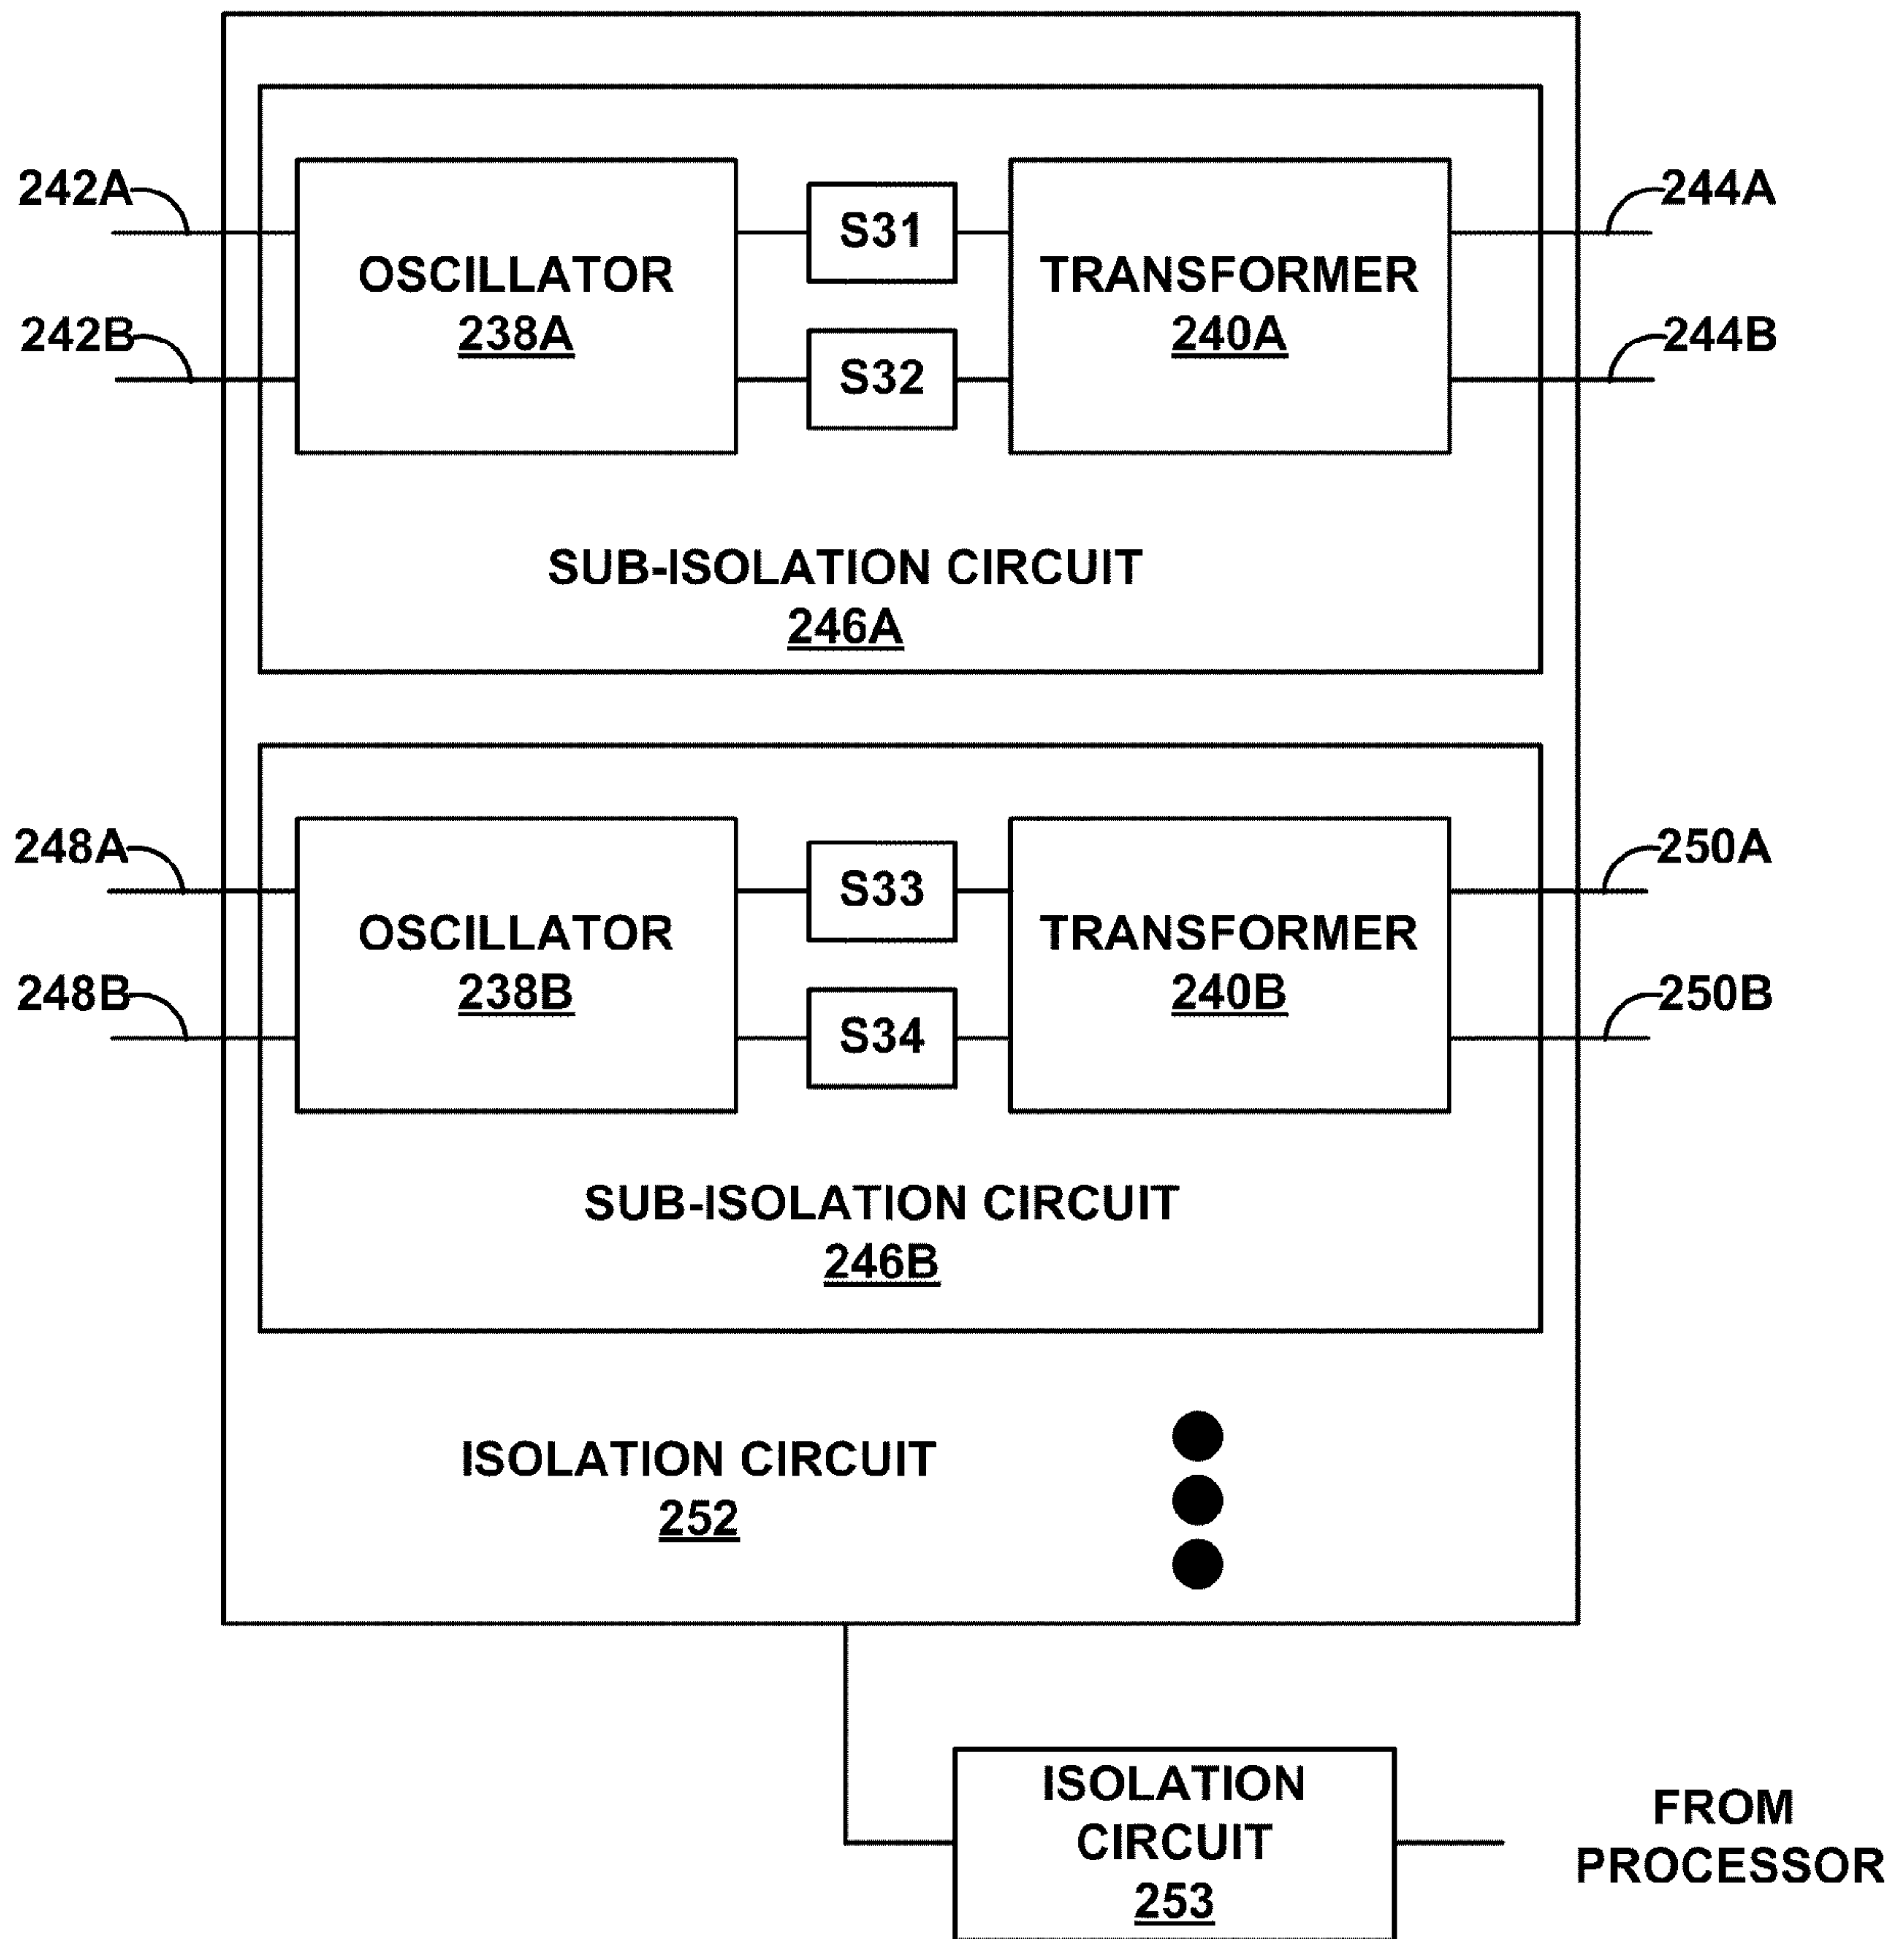 242A
242B
OSCILLATOR
238A
S31
S32
TRANSFORMER
240A
244A
244B
SUB-ISOLATION CIRCUIT
246A
248A
248B
OSCILLATOR
238B
S33
S34
TRANSFORMER
240B
250A
250B
SUB-ISOLATION CIRCUIT
246B
ISOLATION CIRCUIT
252
ISOLATION
CIRCUIT
253
FROM
PROCESSOR